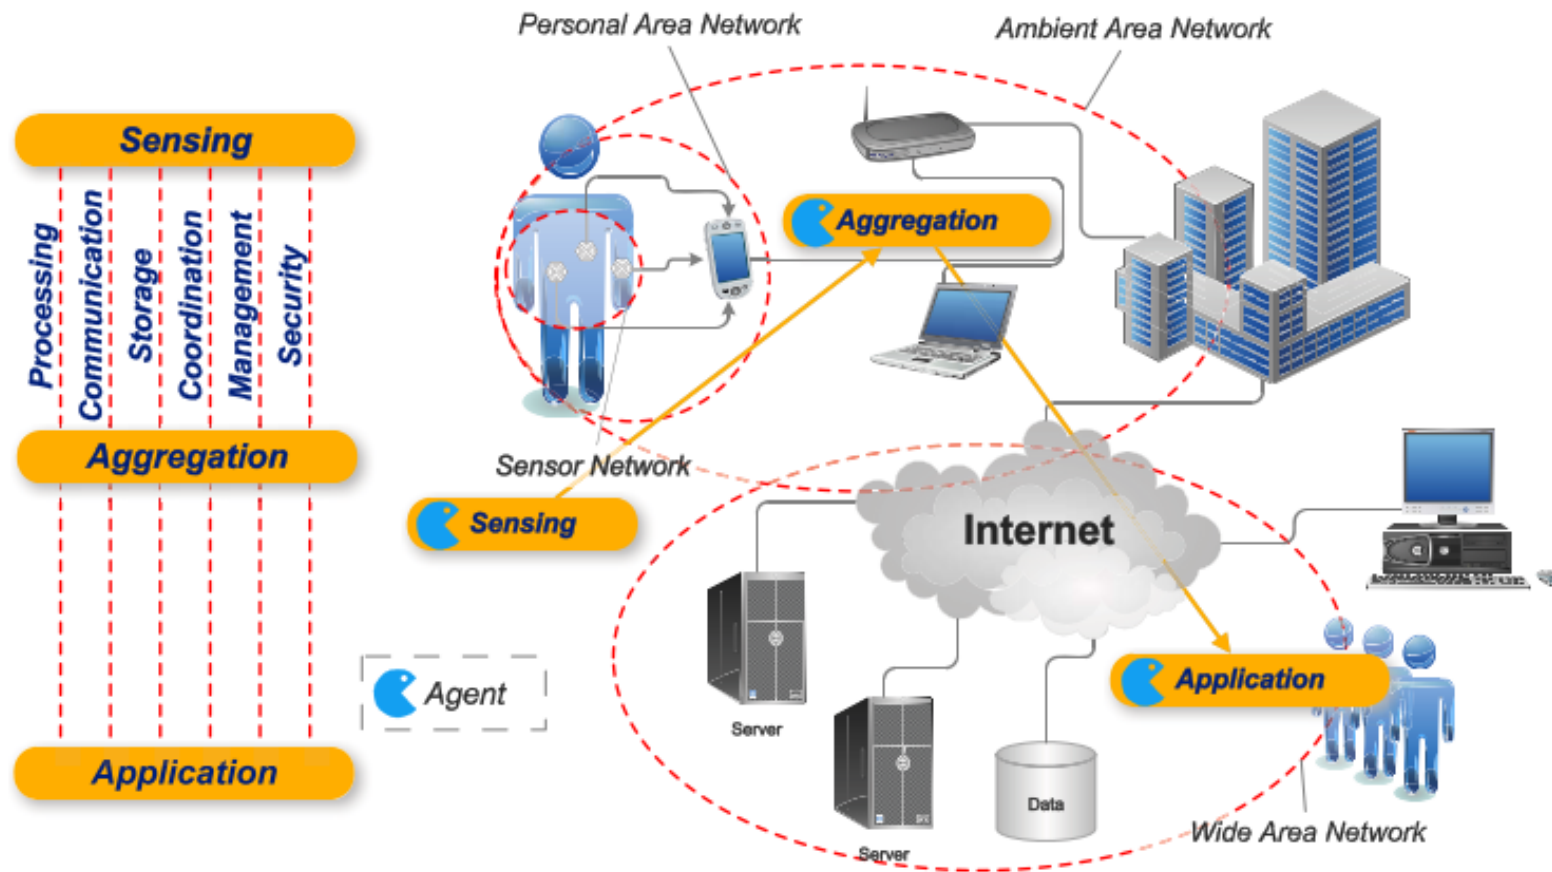 Personal Area Network
Ambient Area Network
Sensing
Processing
Communication
Storage
Coordination
Management
Security
Aggregation
Aggregation
Sensor Network
Sensing
Internet
Agent
Application
Application
Server
Server
Data
Wide Area Network